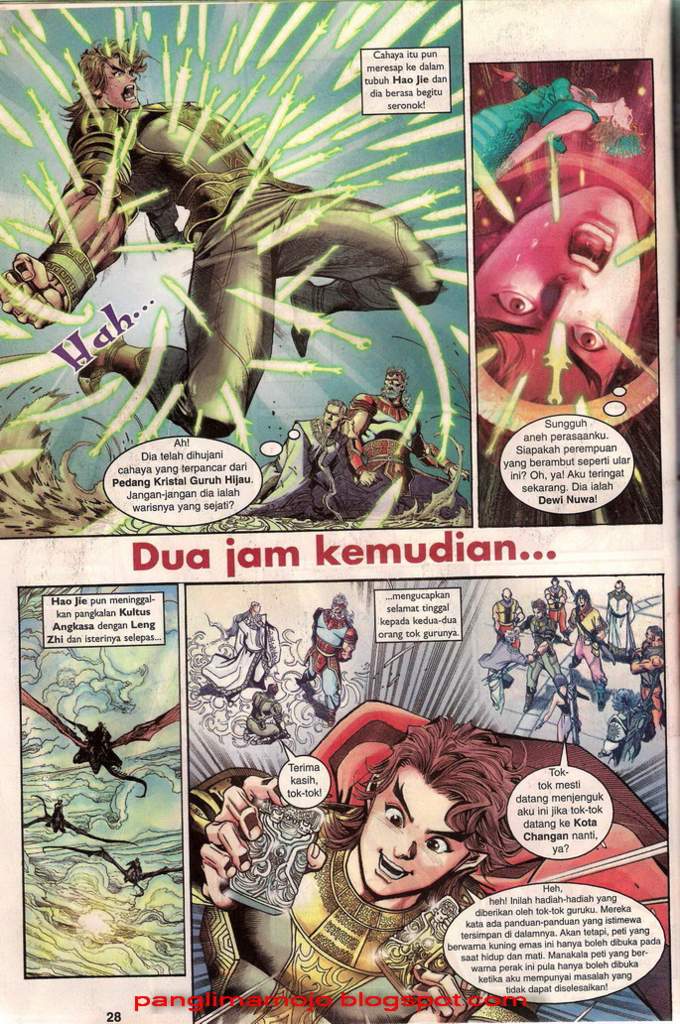 Cahaya itu pun
meresap ke dalam
tubuh Hao Jie dan
dia berasa begitu
seronok!
Hah...
Ah!
Dia telah dihujani
cahaya yang terpancar dari
Pedang Kristal Guruh Hijau.
Jangan-jangan dia ialah
warisnya yang sejati?
Sungguh
aneh perasaanku.
Siapakah perempuan
yang berambut seperti ular
ini? Oh, ya! Aku teringat
sekarang. Dia ialah
Dewi Nuwa!
Dua jam kemudian...
Hao Jie pun meninggal-
kan pangkalan Kultus
Angkasa dengan Leng
Zhi dan isterinya selepas...
...mengucapkan
selamat tinggal
kepada kedua-dua
orang tok gurunya.
Terima
kasih,
tok-tok!
Tok-
tok mesti
datang menjenguk
aku ini jika tok-tok
datang ke Kota
Changan nanti,
ya?
Heh,
heh! Inilah hadiah-hadiah yang
diberikan oleh tok-tok guruku. Mereka
kata ada panduan-panduan yang istimewa
tersimpan di dalamnya. Akan tetapi, peti yang
berwarna kuning emas ini hanya boleh dibuka pada
saat hidup dan mati. Manakala peti yang ber-
warna perak ini pula hanya boleh dibuka
ketika aku mempunyai masalah yang
tidak dapat diselesaikan!
28
panglimamojo.blogspot.com